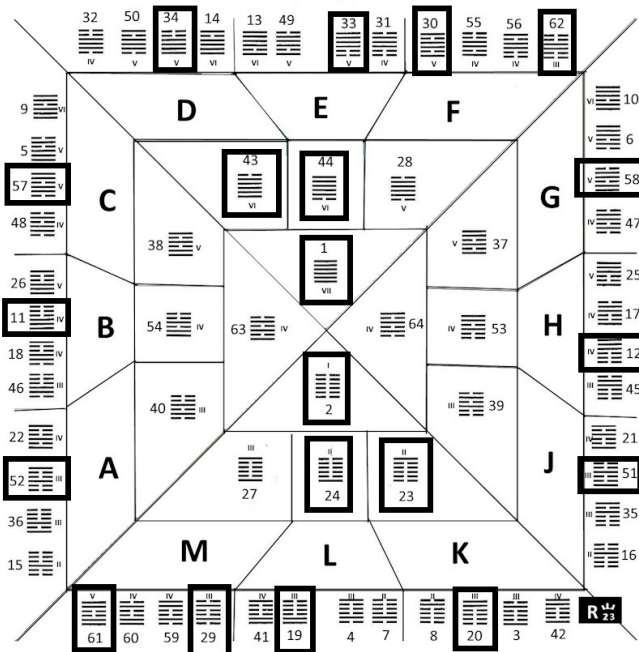 32 50 34 14 13 49 33 31 30 55 56 62
IV V V VI VI V V IV V IV IV III
9 VI
5 V
57 V
48 IV
26 V
11 IV
18 IV
46 III
22 IV
52 III
36 III
15 II
D E F
C G
B H
A J
M L K
43 VI
44 VI
28 V
38 V
V 37
1 VII
54 IV
63 IV
IV 64
IV 53
I 2
40 III
III 39
III 27
II 24
II 23
VI 10
V 6
V 58
IV 47
V 25
IV 17
IV 12
III 45
IV 21
III 51
III 35
II 16
V IV IV III IV III III II II III III IV
61 60 59 29 41 19 4 7 8 20 3 42
R 23